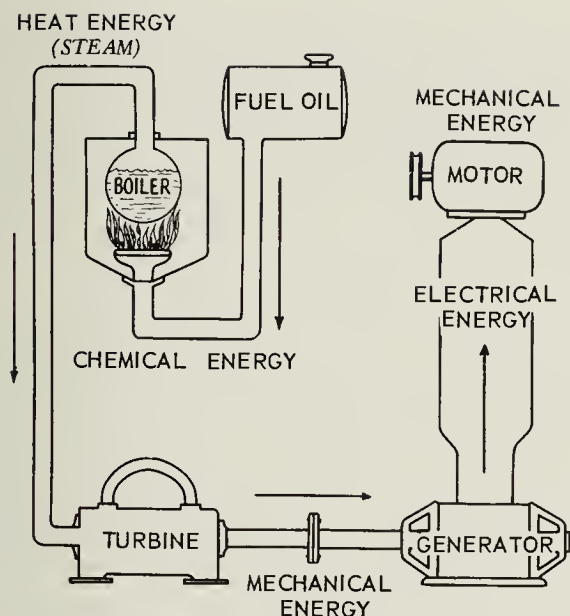 HEAT ENERGY
(STEAM)
FUEL OIL
MECHANICAL
ENERGY
BOILER
MOTOR
ELECTRICAL
ENERGY
CHEMICAL ENERGY
TURBINE
GENERATOR
MECHANICAL
ENERGY